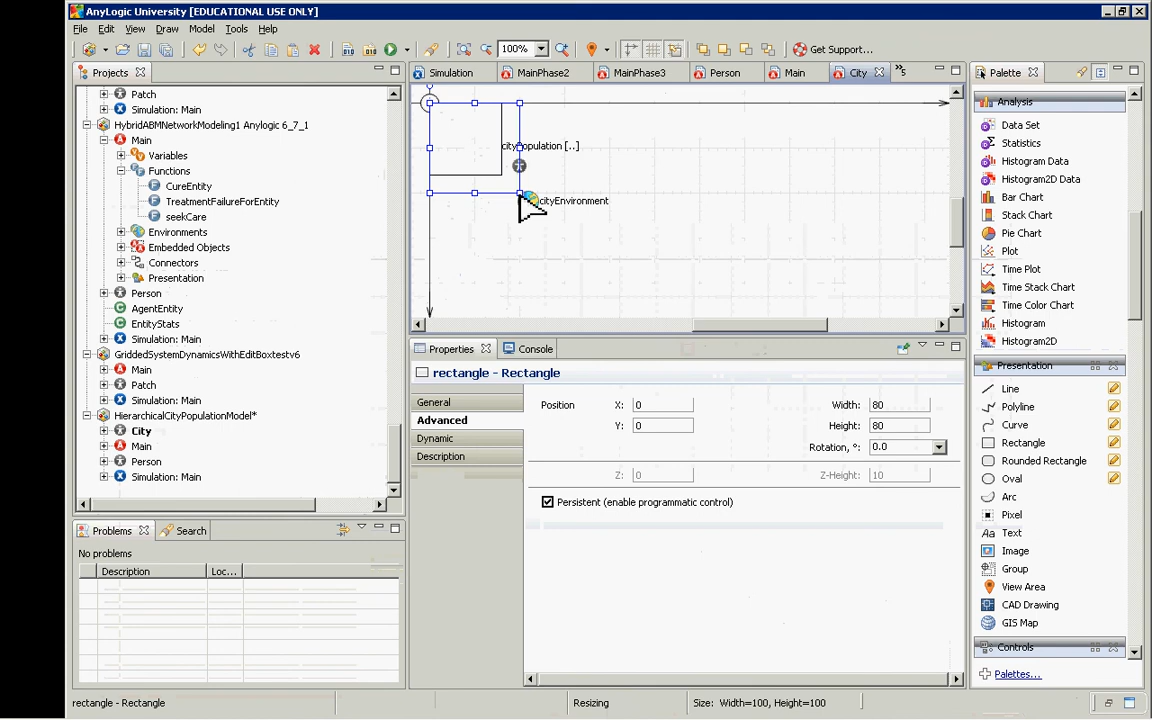 AnyLogic University [EDUCATIONAL USE ONLY]
File Edit View Draw Model Tools Help
100% Get Support...
Projects
Simulation MainPhase2 MainPhase3 Person Main City 5
Palette
Patch
Simulation: Main
HybridABMNetworkModeling1 Anylogic 6_7_1
Main
Variables
Functions
CureEntity
TreatmentFailureForEntity
seekCare
Environments
Embedded Objects
Connectors
Presentation
Person
AgentEntity
EntityStats
Simulation: Main
GriddedSystemDynamicsWithEditBoxtestv6
Main
Patch
Simulation: Main
HierarchicalCityPopulationModel*
City
Main
Person
Simulation: Main
cityPopulation [..]
cityEnvironment
Properties Console
rectangle - Rectangle
General
Advanced
Dynamic
Description
Position X: 0 Width: 80
Y: 0 Height: 80
Rotation, °: 0.0
Z: 0 Z-Height: 10
Persistent (enable programmatic control)
Analysis
Data Set
Statistics
Histogram Data
Histogram2D Data
Bar Chart
Stack Chart
Pie Chart
Plot
Time Plot
Time Stack Chart
Time Color Chart
Histogram
Histogram2D
Presentation
Line
Polyline
Curve
Rectangle
Rounded Rectangle
Oval
Arc
Pixel
Aa Text
Image
Group
View Area
CAD Drawing
GIS Map
Controls
Palettes...
Problems Search
No problems
Description Loc...
rectangle - Rectangle Resizing Size: Width=100, Height=100